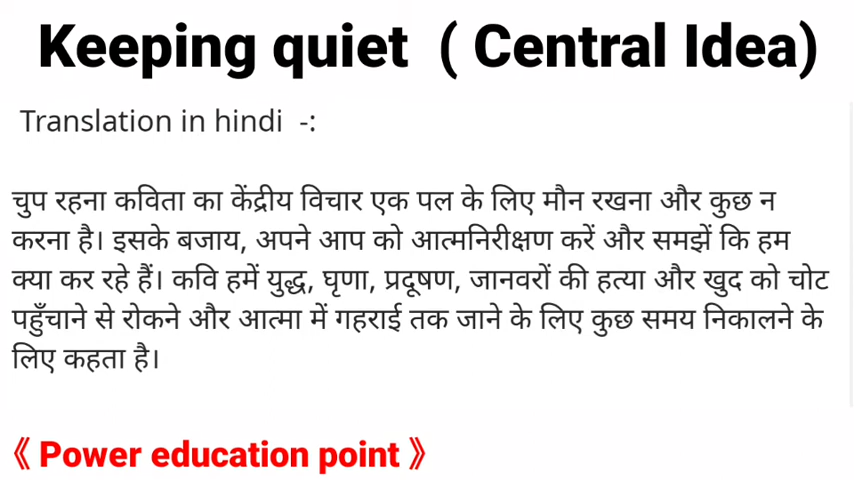 Keeping quiet ( Central Idea)
Translation in hindi -:
चुप रहना कविता का केंद्रीय विचार एक पल के लिए मौन रखना और कुछ न
करना है। इसके बजाय, अपने आप को आत्मनिरीक्षण करें और समझें कि हम
क्या कर रहे हैं। कवि हमें युद्ध, घृणा, प्रदूषण, जानवरों की हत्या और खुद को चोट
पहुँचाने से रोकने और आत्मा में गहराई तक जाने के लिए कुछ समय निकालने के
लिए कहता है।
《 Power education point 》